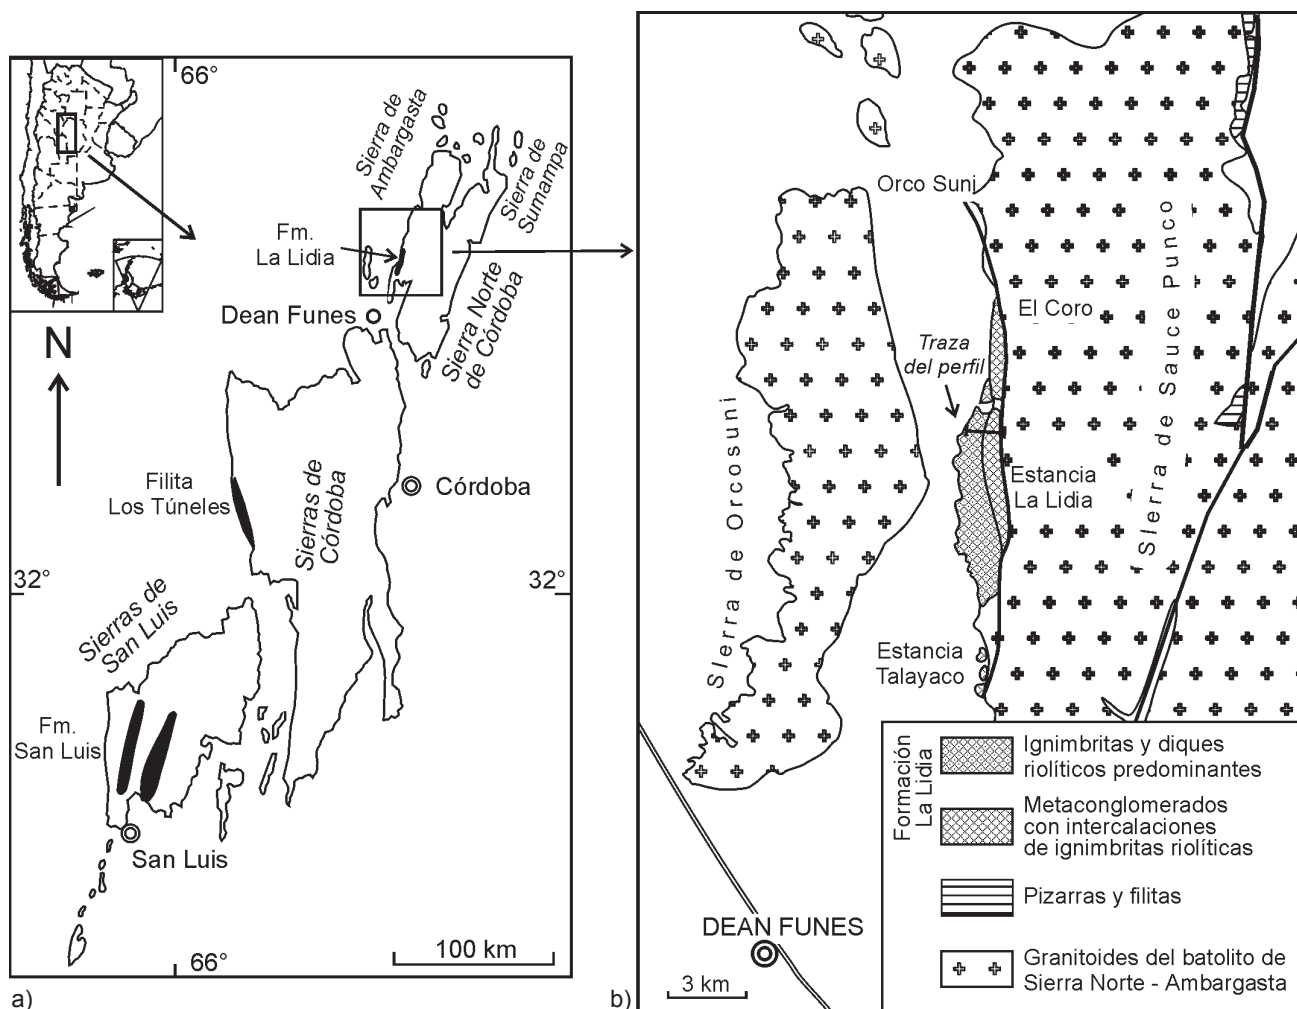 66°
Sierra de
Ambargasta
Sierra de
Sumampa
Fm.
La Lidia
Dean Funes
Sierra Norte
de Córdoba
N
Filita
Los Túneles
Sierras de
Córdoba
Córdoba
32°
32°
Sierras de
San Luis
Fm.
San Luis
San Luis
100 km
66°
a)
Orco Suni
El Coro
Traza
del perfil
SIerra de Sauce Punco
SIerra de Orcosuni
Estancia
La Lidia
Estancia
Talayaco
DEAN FUNES
3 km
b)
Formación
La Lidia
Ignimbritas y diques
riolíticos predominantes
Metaconglomerados
con intercalaciones
de ignimbritas riolíticas
Pizarras y filitas
Granitoides del batolito de
Sierra Norte - Ambargasta